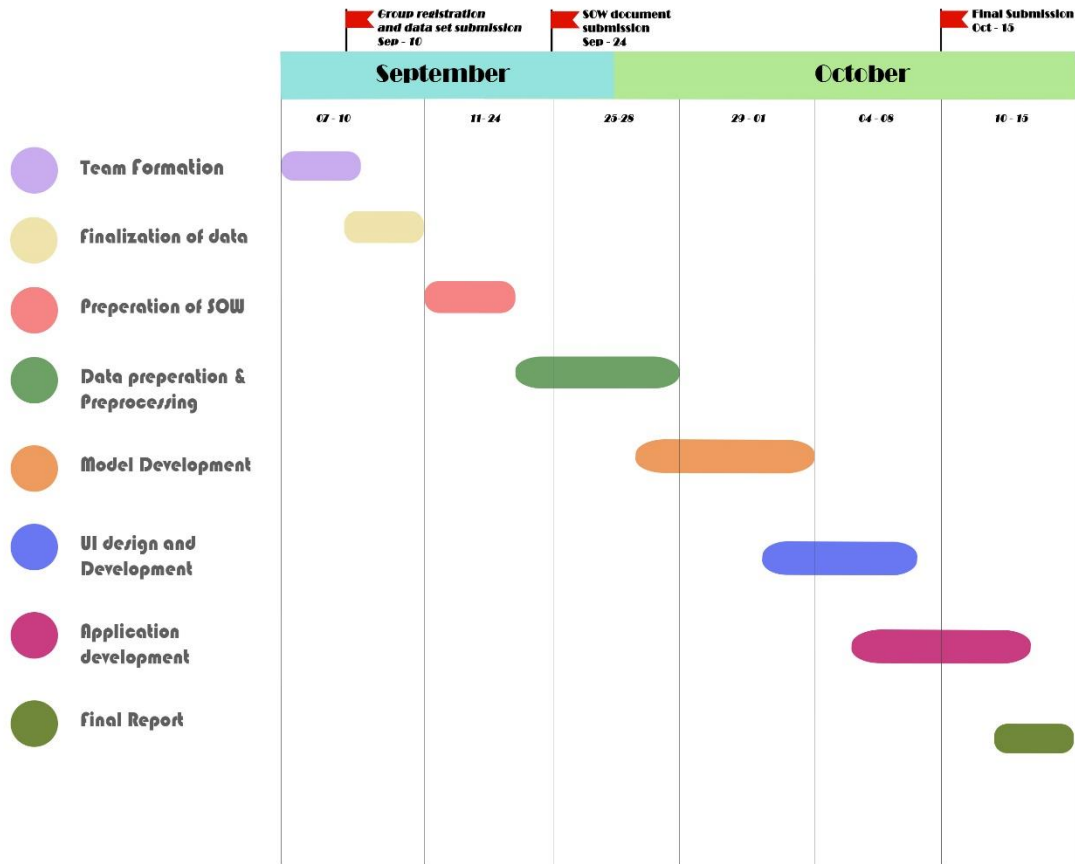 Group registration
and data set submission
Sep - 10
SOW document
submission
Sep - 24
Final Submission
Oct - 15
September
October
07 - 10
11 - 24
25-28
29 - 01
04 - 08
10 - 15
Team Formation
Finalization of data
Preperation of SOW
Data preperation &
Preprocessing
Model Development
UI design and
Development
Application
development
Final Report